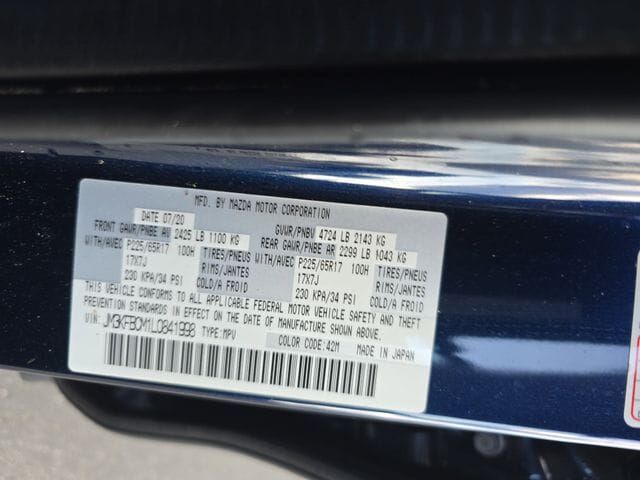 MFD. BY MAZDA MOTOR CORPORATION
DATE 07/20 GVWR/PNBV 4724 LB 2143 KG
FRONT GAWR/PNBE AV 2425 LB 1100 KG REAR GAWR/PNBE AR 2299 LB 1043 KG
WITH/AVEC P225/65R17 100H TIRES/PNEUS WITH/AVEC P225/65R17 100H TIRES/PNEUS
17X7J RIMS/JANTES 17X7J RIMS/JANTES
230 KPA/34 PSI COLD/A FROID 230 KPA/34 PSI COLD/A FROID
THIS VEHICLE CONFORMS TO ALL APPLICABLE FEDERAL MOTOR VEHICLE SAFETY AND THEFT
PREVENTION STANDARDS IN EFFECT ON THE DATE OF MANUFACTURE SHOWN ABOVE.
VIN: JM3KFBCM1L0841998 TYPE:MPV
COLOR CODE:42M MADE IN JAPAN